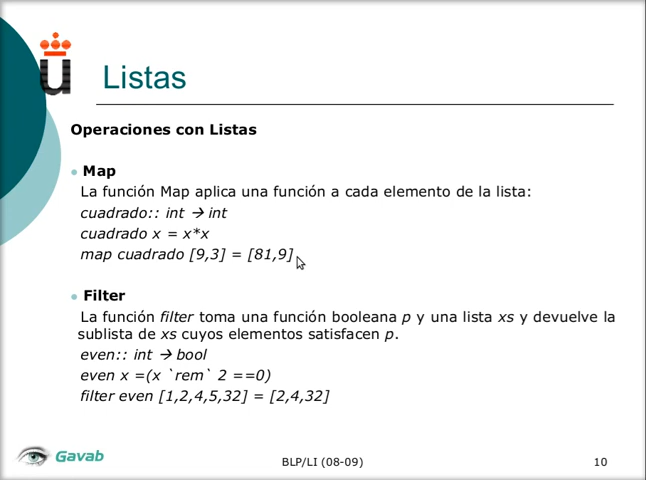 Listas
Operaciones con Listas
Map
La función Map aplica una función a cada elemento de la lista:
cuadrado:: int → int
cuadrado x = x*x
map cuadrado [9,3] = [81,9]
Filter
La función filter toma una función booleana p y una lista xs y devuelve la
sublista de xs cuyos elementos satisfacen p.
even:: int → bool
even x =(x `rem` 2 ==0)
filter even [1,2,4,5,32] = [2,4,32]
Gavab
BLP/LI (08-09)
10